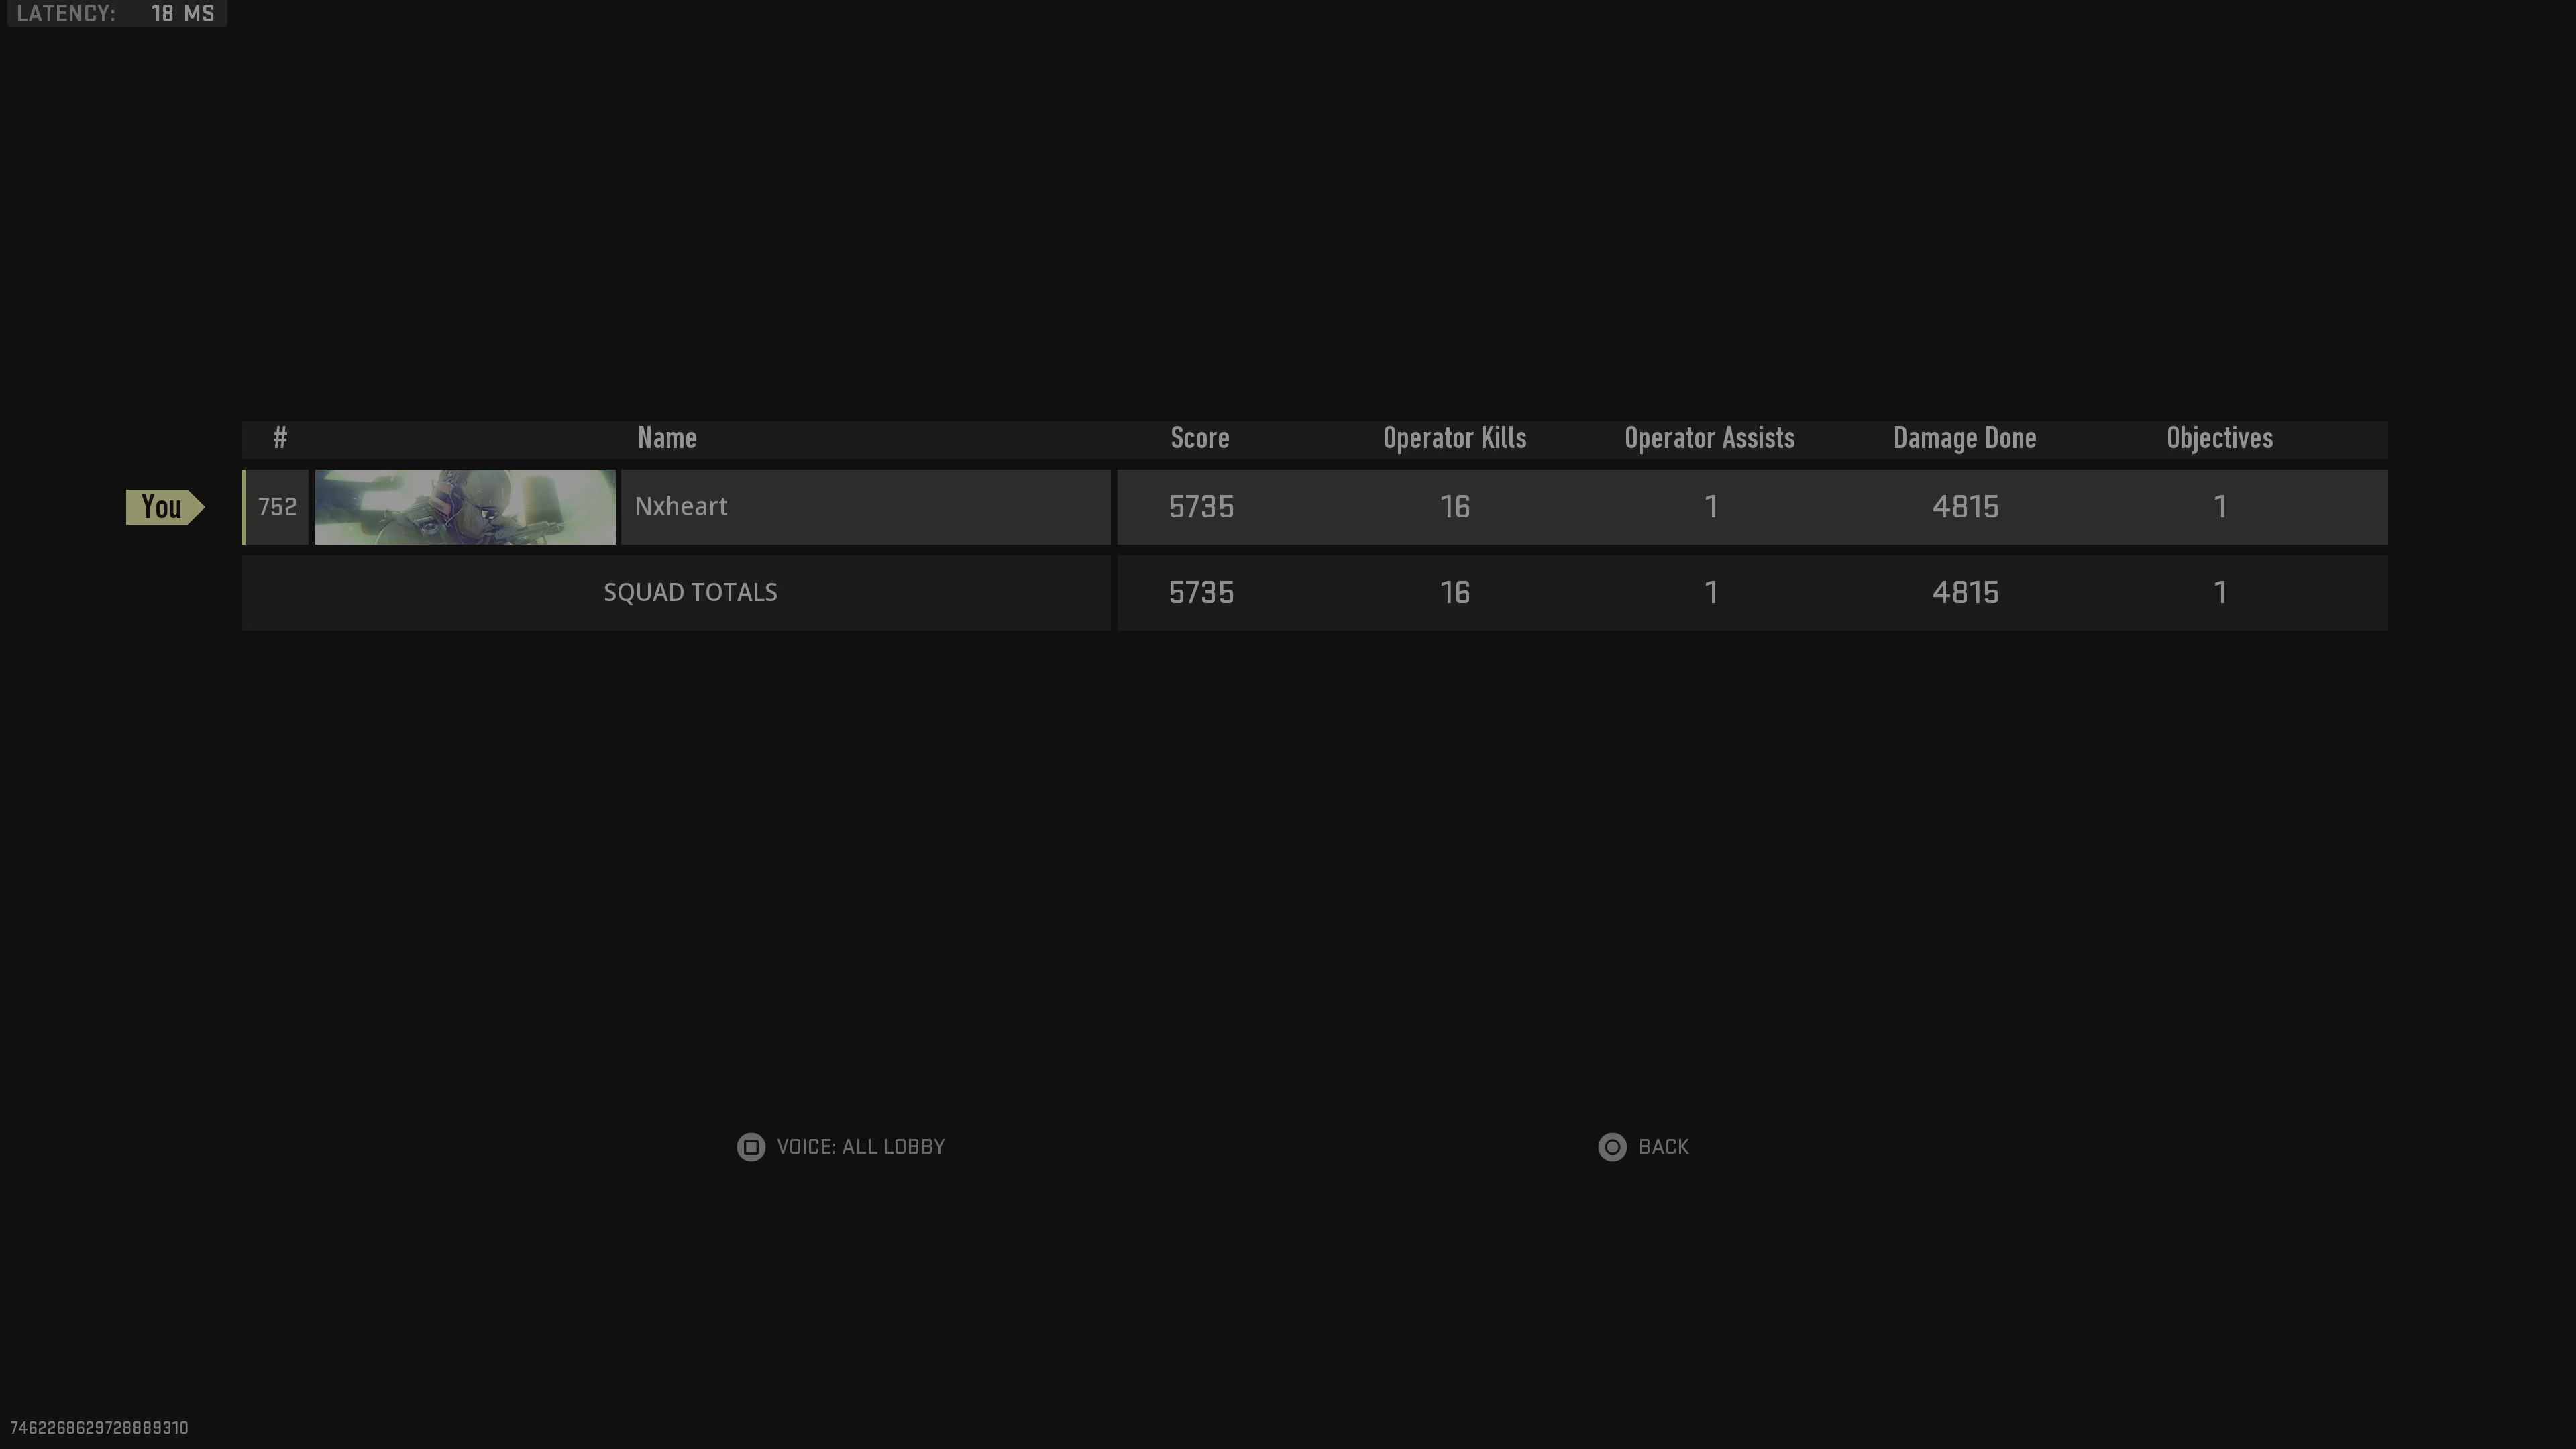 LATENCY: 18 MS
# Name Score Operator Kills Operator Assists Damage Done Objectives
You 752 Nxheart 5735 16 1 4815 1
SQUAD TOTALS 5735 16 1 4815 1
VOICE: ALL LOBBY BACK
7462268629728889310